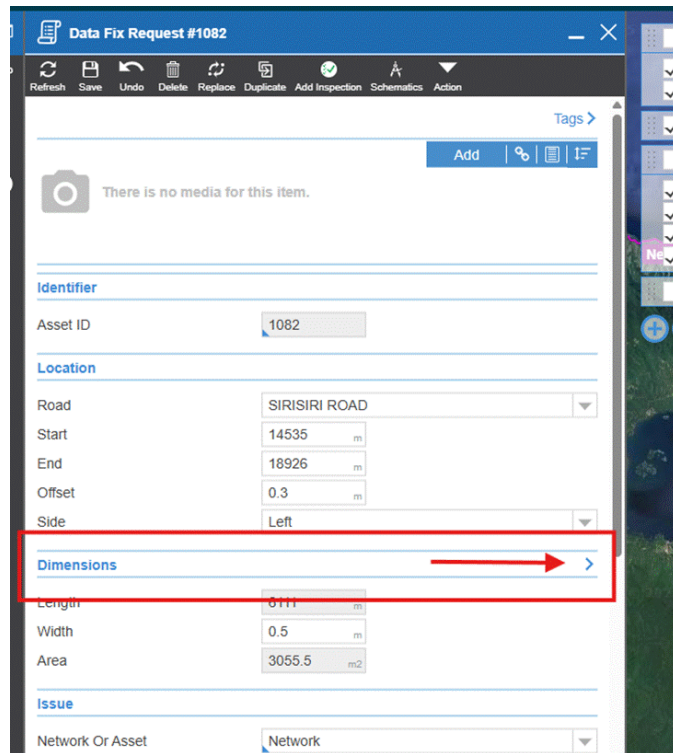 Data Fix Request #1082
Refresh Save Undo Delete Replace Duplicate Add Inspection Schematics Action
Tags
Add
There is no media for this item.
Identifier
Asset ID 1082
Location
Road SIRISIRI ROAD
Start 14535 m
End 18926 m
Offset 0.3 m
Side Left
Dimensions
Length 6111 m
Width 0.5 m
Area 3055.5 m2
Issue
Network Or Asset Network